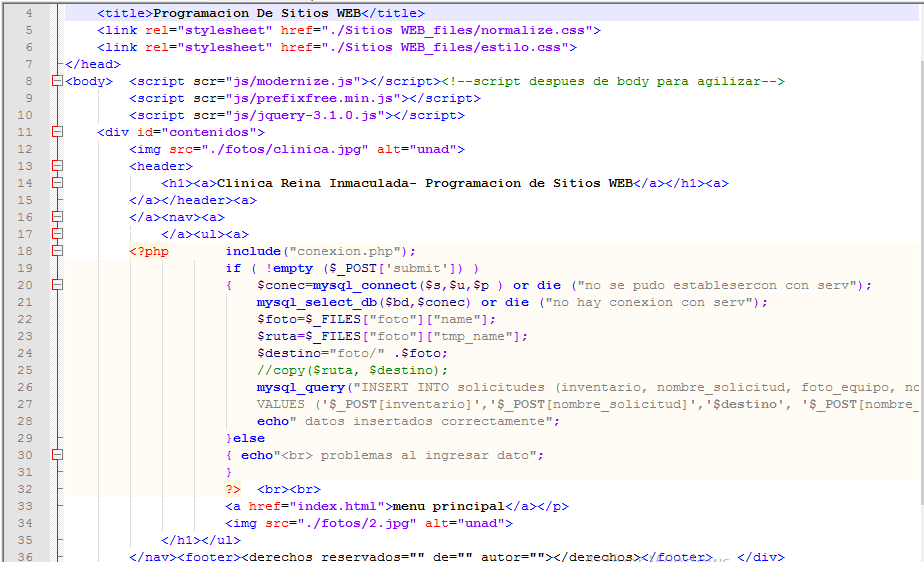 4 <title>Programacion De Sitios WEB</title>
5 <link rel="stylesheet" href="./Sitios WEB_files/normalize.css">
6 <link rel="stylesheet" href="./Sitios WEB_files/estilo.css">
7 </head>
8 <body> <script scr="js/modernize.js"></script><!--script despues de body para agilizar-->
9 <script scr="js/prefixfree.min.js"></script>
10 <script scr="js/jquery-3.1.0.js"></script>
11 <div id="contenidos">
12 <img src="./fotos/clinica.jpg" alt="unad">
13 <header>
14 <h1><a>Clinica Reina Inmaculada- Programacion de Sitios WEB</a></h1><a>
15 </a></header><a>
16 </a><nav><a>
17 </a><ul><a>
18 <?php include("conexion.php");
19 if ( !empty ($_POST['submit']) )
20 { $conec=mysql_connect($s,$u,$p ) or die ("no se pudo establesercon con serv");
21 mysql_select_db($bd,$conec) or die ("no hay conexion con serv");
22 $foto=$_FILES["foto"]["name"];
23 $ruta=$_FILES["foto"]["tmp_name"];
24 $destino="foto/" .$foto;
25 //copy($ruta, $destino);
26 mysql_query("INSERT INTO solicitudes (inventario, nombre_solicitud, foto_equipo, no
27 VALUES ('$_POST[inventario]','$_POST[nombre_solicitud]','$destino', '$_POST[nombre_
28 echo" datos insertados correctamente";
29 }else
30 { echo"<br> problemas al ingresar dato";
31 }
32 ?> <br><br>
33 <a href="index.html">menu principal</a></p>
34 <img src="./fotos/2.jpg" alt="unad">
35 </h1></ul>
36 </nav><footer><derechos reservados="" de="" autor=""></derechos></footer> </div>